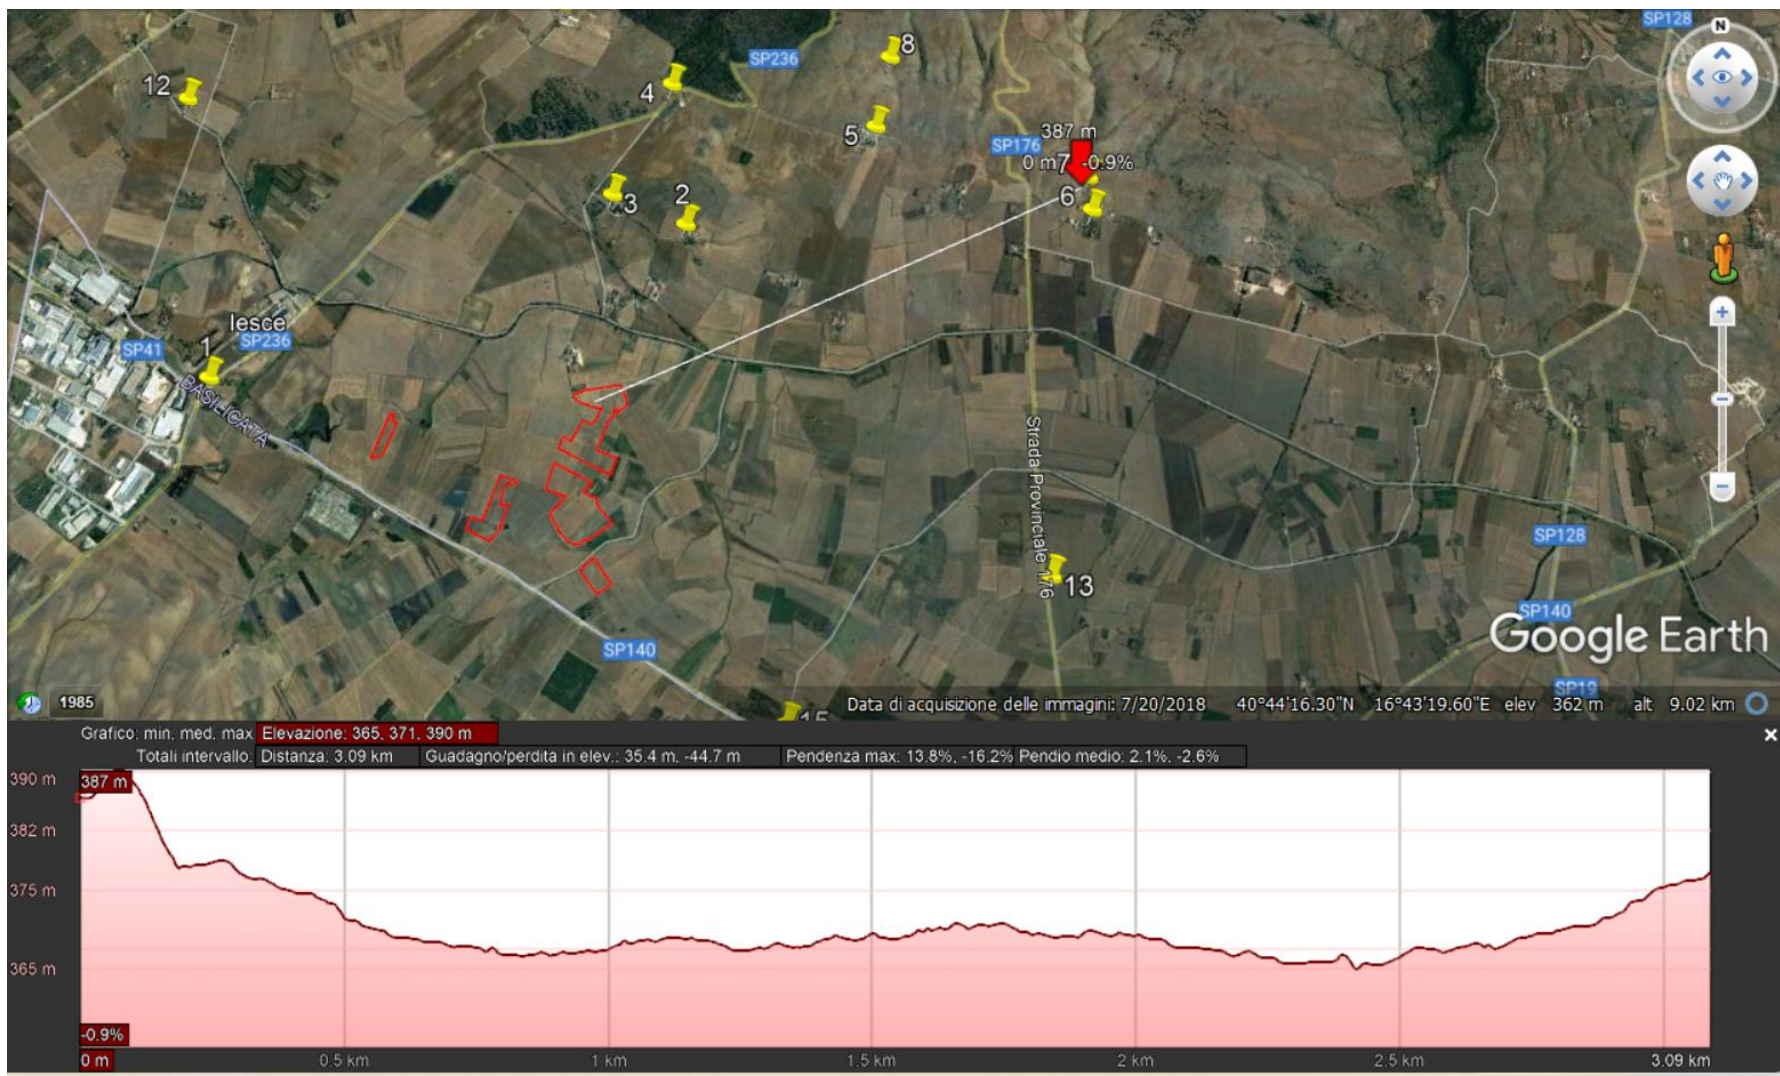 SP128
N
SP236
8
12
4
5
387 m
SP176
0 m 7 -0.9%
6
3
2
Iesce
SP236
SP41
1
BASILICATA
Strada Provinciale 176
SP128
13
SP140
Google Earth
SP140
SP19
15
1985
Data di acquisizione delle immagini: 7/20/2018 40°44'16.30"N 16°43'19.60"E elev 362 m alt 9.02 km
Grafico: min, med, max Elevazione: 365, 371, 390 m
Totali intervallo: Distanza: 3.09 km Guadagno/perdita in elev.: 35.4 m, -44.7 m Pendenza max: 13.8%, -16.2% Pendio medio: 2.1%, -2.6%
390 m
387 m
382 m
375 m
365 m
-0.9%
0 m 0.5 km 1 km 1.5 km 2 km 2.5 km 3.09 km